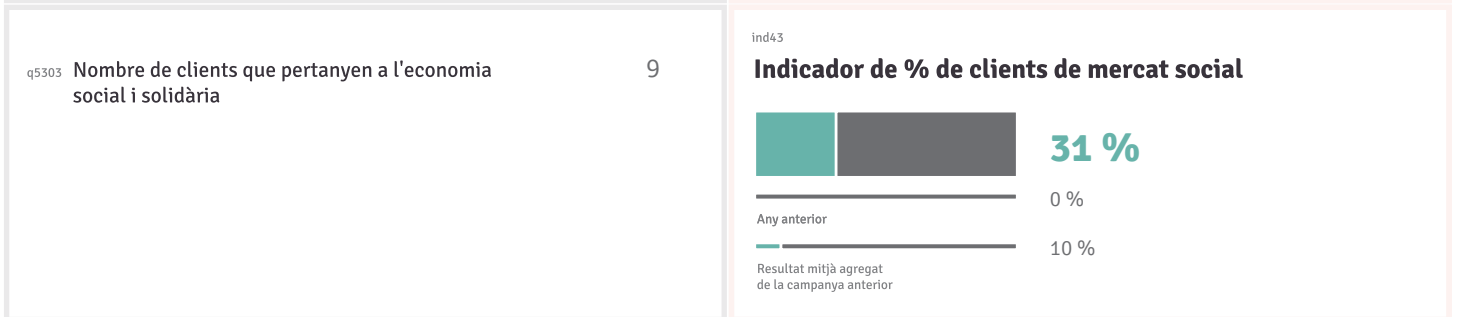 q5303 Nombre de clients que pertanyen a l'economia
social i solidària
9
ind43
Indicador de % de clients de mercat social
31 %
0 %
Any anterior
10 %
Resultat mitjà agregat
de la campanya anterior